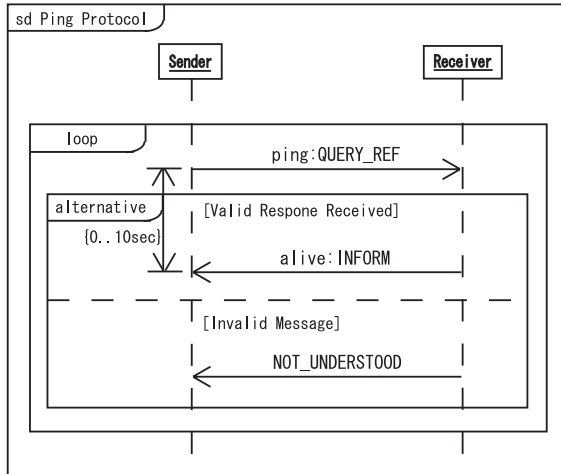 sd Ping Protocol
Sender
Receiver
loop
ping:QUERY_REF
alternative
[Valid Respone Received]
{0..10sec}
alive:INFORM
[Invalid Message]
NOT_UNDERSTOOD